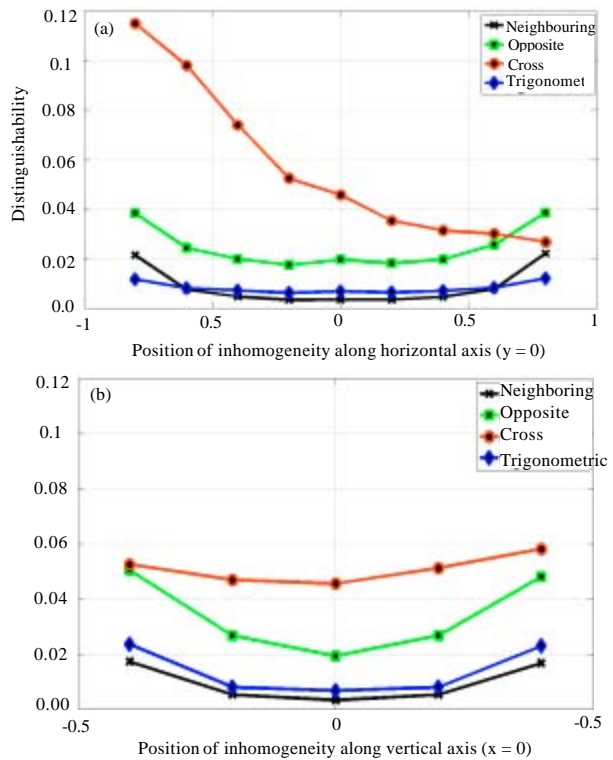 0.12
(a)
Neighbouring
Opposite
Cross
Trigonomet
0.1
0.08
0.06
0.04
0.02
0.0
Distinguishability
-1
0.5
0
0.5
1
Position of inhomogeneity along horizontal axis (y = 0)
0.12
(b)
Neighboring
Opposite
Cross
Trigonometric
0.1
0.08
0.06
0.04
0.02
0.00
-0.5
0
-0.5
Position of inhomogeneity along vertical axis (x = 0)